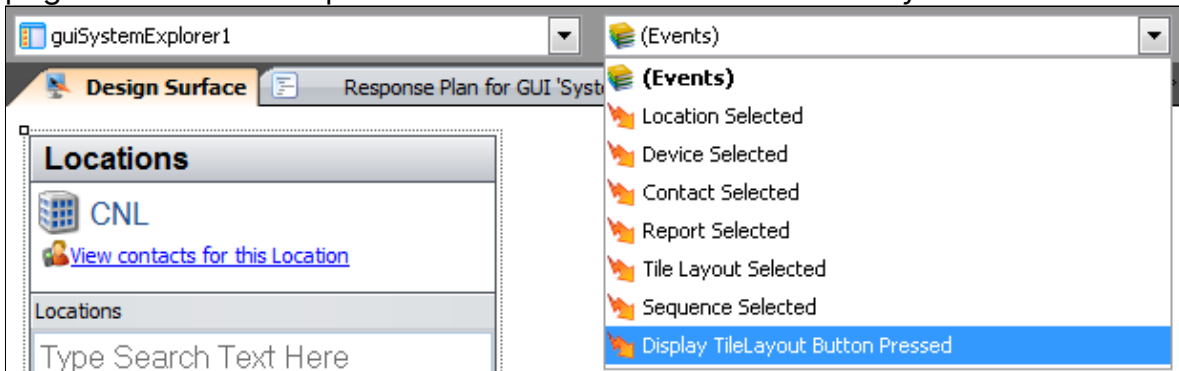 guiSystemExplorer1
(Events)
Design Surface
Response Plan for GUI 'Syst
(Events)
Location Selected
Device Selected
Contact Selected
Report Selected
Tile Layout Selected
Sequence Selected
Display TileLayout Button Pressed
Locations
CNL
View contacts for this Location
Locations
Type Search Text Here